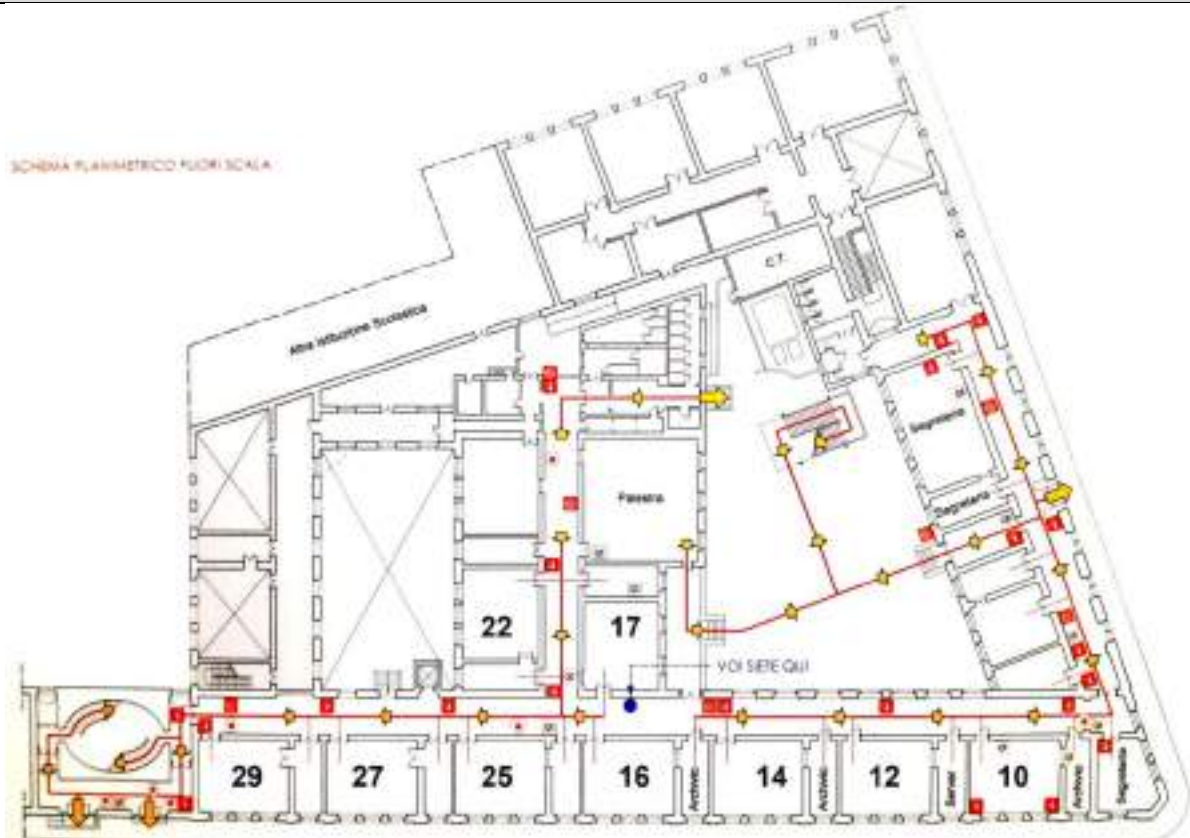 SCHEMA PLANIMETRICO FUORI SCALA
C.T.
Altra Istituzione Scolastica
Segreteria
Palestra
Segreteria
22
17
VOI SIETE QUI
29
27
25
16
Archivio
14
Archivio
12
Server
10
Archivio
Segreteria